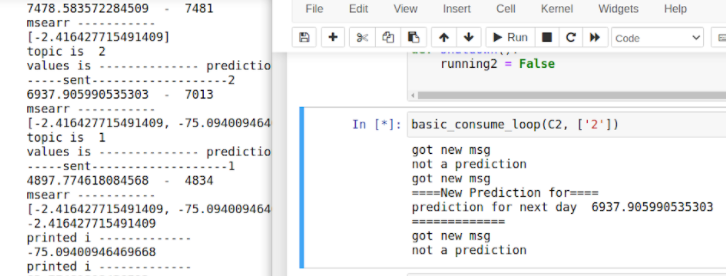 7478.583572284509  -  7481
msearr -----------
[-2.416427715491409]
topic is  2
values is -------------- predictio
-----sent--------------------2
6937.905990535303  -  7013
msearr -----------
[-2.416427715491409, -75.094009464
topic is  1
values is -------------- predictio
-----sent--------------------1
4897.774618084568  -  4834
msearr -----------
[-2.416427715491409, -75.094009464
-2.416427715491409
printed i -------------
-75.09400946469668
printed i -------------
File Edit View Insert Cell Kernel Widgets Help
Run Code
running2 = False
In [*]: basic_consume_loop(C2, ['2'])
got new msg
not a prediction
got new msg
====New Prediction for====
prediction for next day  6937.905990535303
=============
got new msg
not a prediction